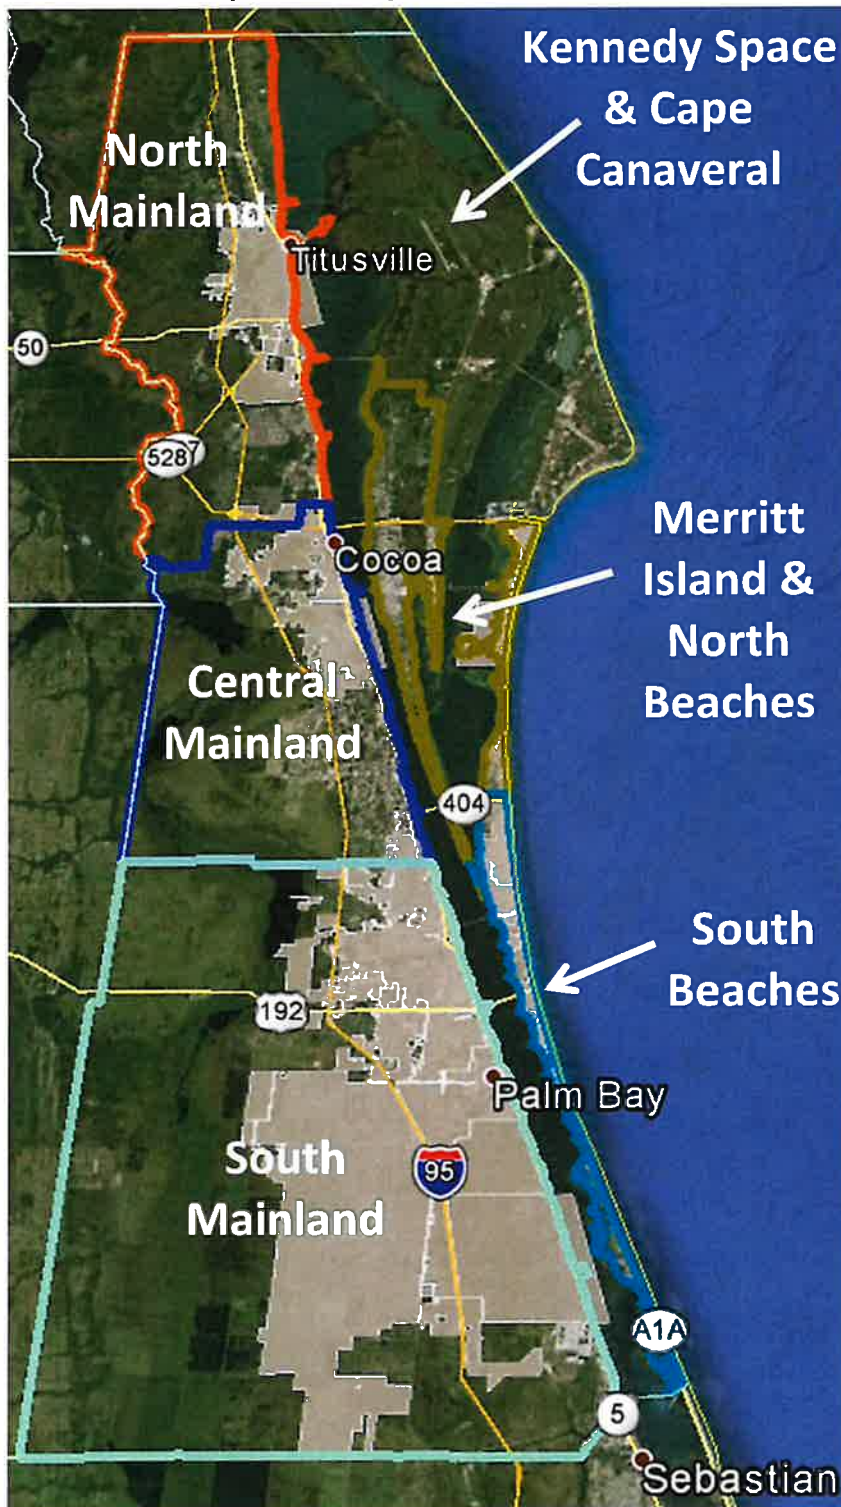 Kennedy Space
& Cape
Canaveral
North
Mainland
Titusville
50
528
Cocoa
Merritt
Island &
North
Beaches
Central
Mainland
404
South
Beaches
192
Palm Bay
South
Mainland
95
A1A
5
Sebastian